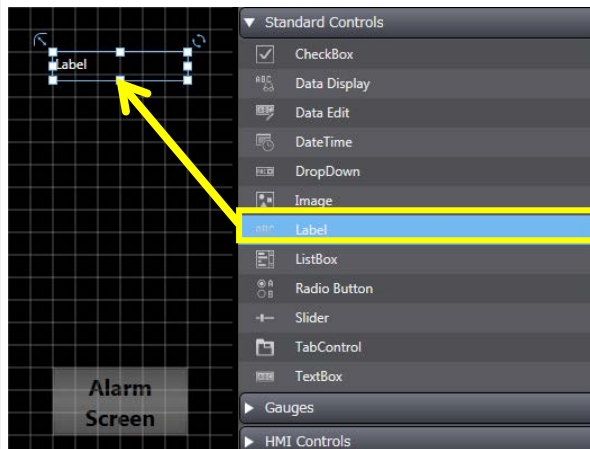 Label
Alarm
Screen
Standard Controls
CheckBox
Data Display
Data Edit
DateTime
DropDown
Image
Label
ListBox
Radio Button
Slider
TabControl
TextBox
Gauges
HMI Controls